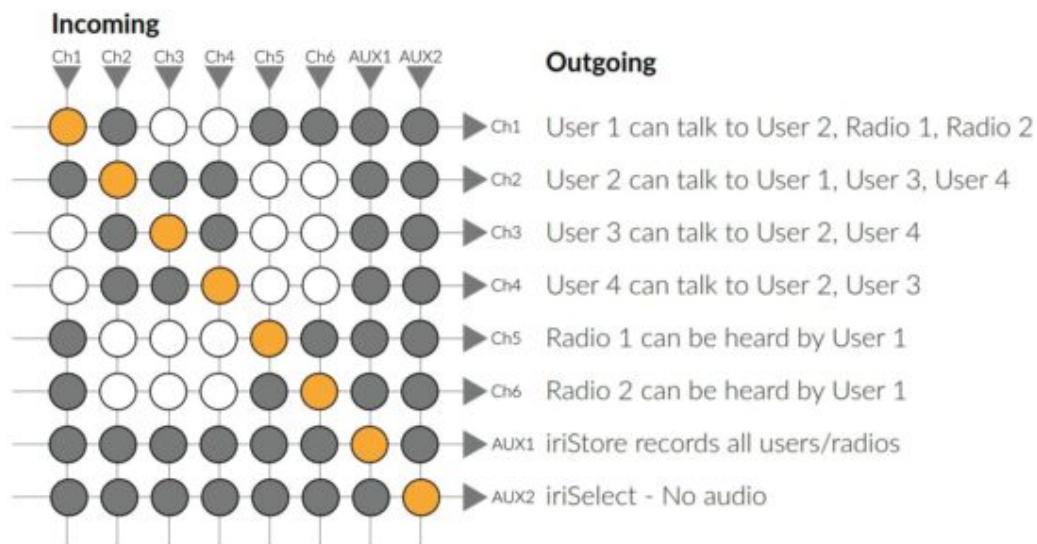 Incoming
Ch1 Ch2 Ch3 Ch4 Ch5 Ch6 AUX1 AUX2
Outgoing
Ch1 User 1 can talk to User 2, Radio 1, Radio 2
Ch2 User 2 can talk to User 1, User 3, User 4
Ch3 User 3 can talk to User 2, User 4
Ch4 User 4 can talk to User 2, User 3
Ch5 Radio 1 can be heard by User 1
Ch6 Radio 2 can be heard by User 1
AUX1 iriStore records all users/radios
AUX2 iriSelect - No audio